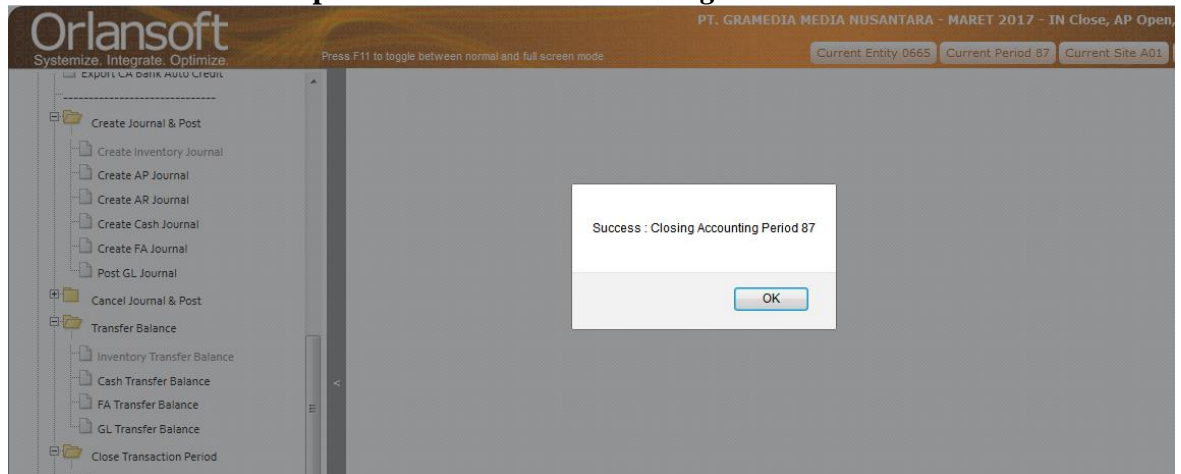 Orlansoft
Systemize. Integrate. Optimize.
Press F11 to toggle between normal and full screen mode
PT. GRAMEDIA MEDIA NUSANTARA - MARET 2017 - IN Close, AP Open,
Current Entity 0665 Current Period 87 Current Site A01
Export CA Bank Auto Credit
------------------------------
Create Journal & Post
Create Inventory Journal
Create AP Journal
Create AR Journal
Create Cash Journal
Create FA Journal
Post GL Journal
Cancel Journal & Post
Transfer Balance
Inventory Transfer Balance
Cash Transfer Balance
FA Transfer Balance
GL Transfer Balance
Close Transaction Period
<
Success : Closing Accounting Period 87
OK